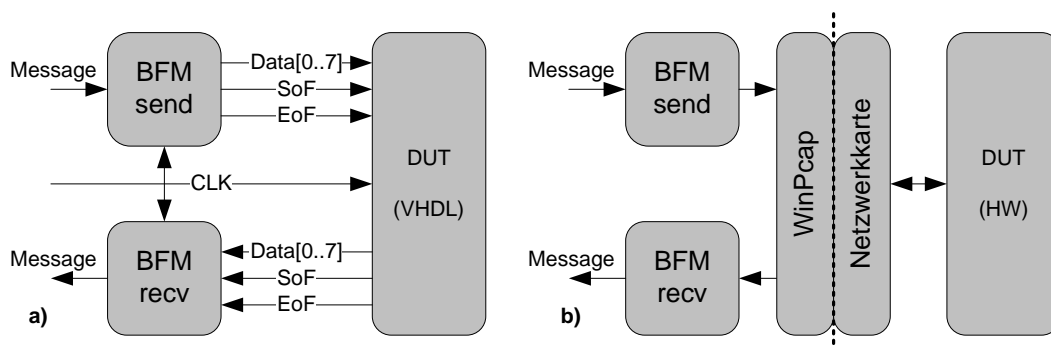 Message
BFM
send
Data[0..7]
SoF
EoF
CLK
DUT
(VHDL)
Message
BFM
recv
Data[0..7]
SoF
EoF
a)
Message
BFM
send
WinPcap
Netzwerkkarte
DUT
(HW)
Message
BFM
recv
b)